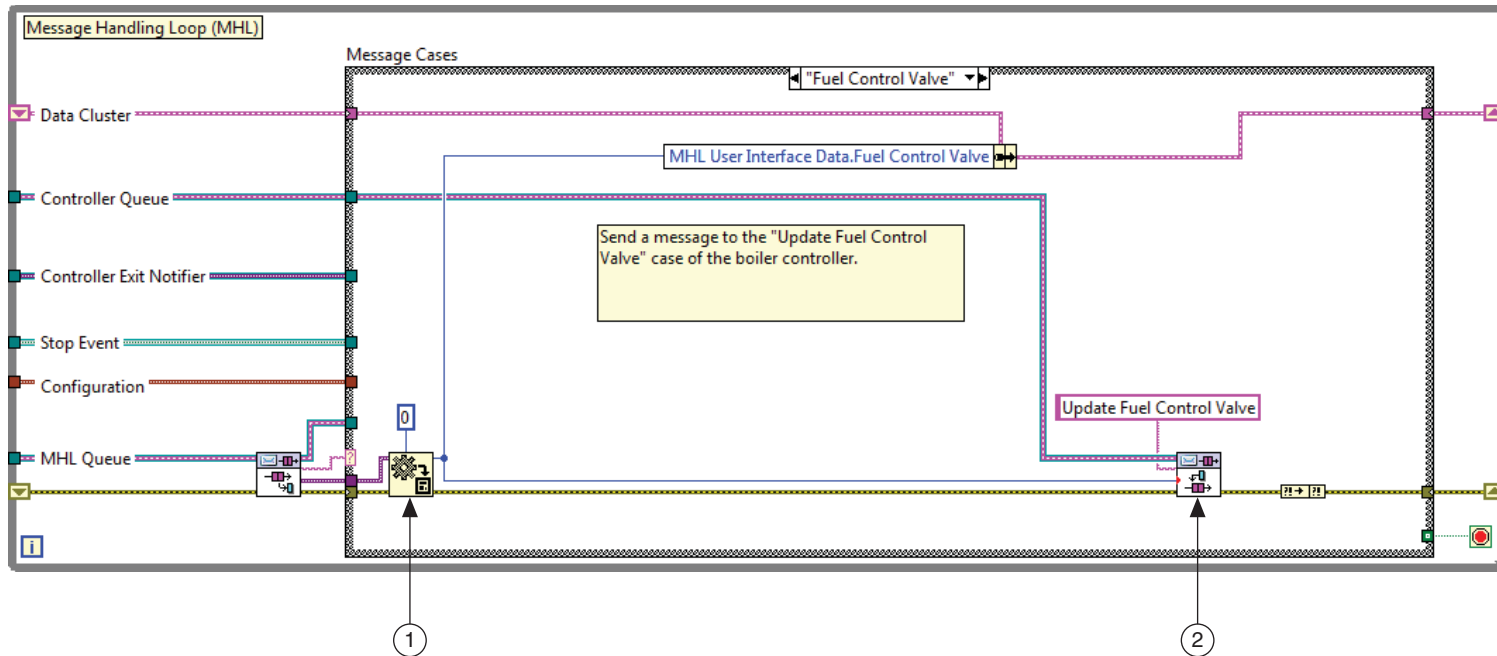 Message Handling Loop (MHL)
Message Cases
"Fuel Control Valve"
Data Cluster
MHL User Interface Data.Fuel Control Valve
Controller Queue
Send a message to the "Update Fuel Control
Valve" case of the boiler controller.
Controller Exit Notifier
Stop Event
Configuration
0
Update Fuel Control Valve
MHL Queue
?
?! ?!
i
1
2